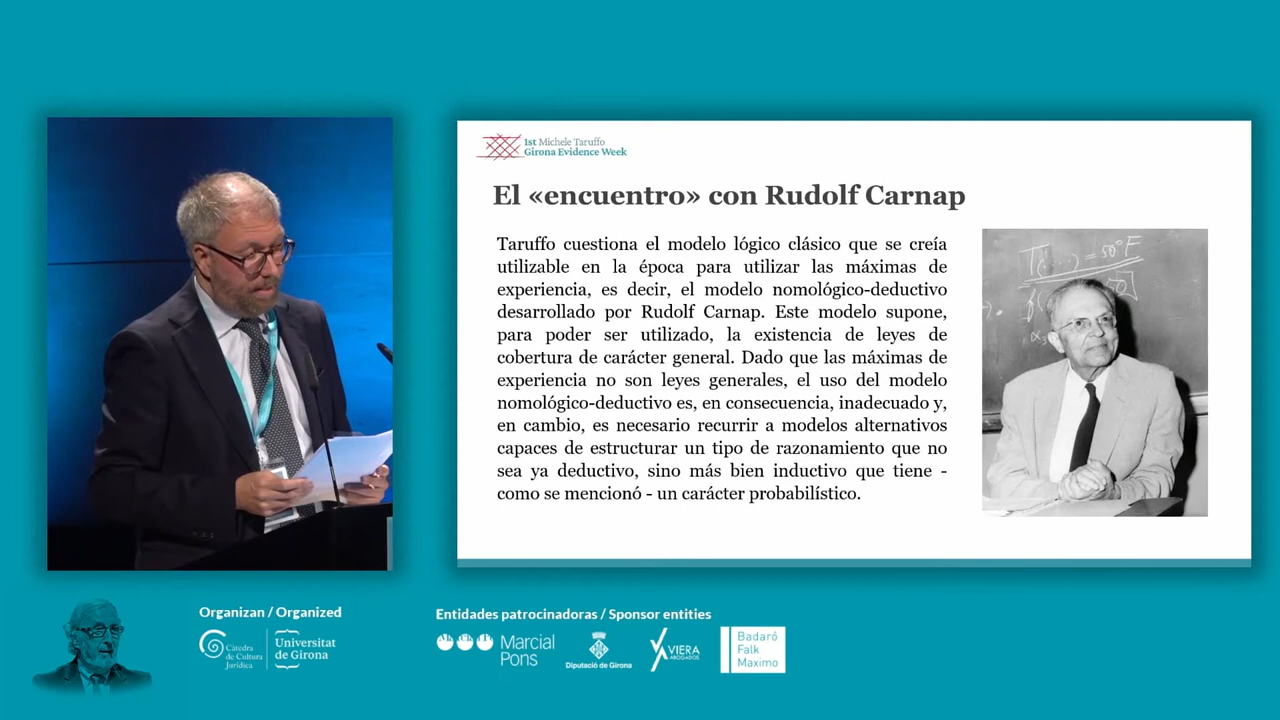 1st Michele Taruffo
Girona Evidence Week
El «encuentro» con Rudolf Carnap
Taruffo cuestiona el modelo lógico clásico que se creía
utilizable en la época para utilizar las máximas de
experiencia, es decir, el modelo nomológico-deductivo
desarrollado por Rudolf Carnap. Este modelo supone,
para poder ser utilizado, la existencia de leyes de
cobertura de carácter general. Dado que las máximas de
experiencia no son leyes generales, el uso del modelo
nomológico-deductivo es, en consecuencia, inadecuado y,
en cambio, es necesario recurrir a modelos alternativos
capaces de estructurar un tipo de razonamiento que no
sea ya deductivo, sino más bien inductivo que tiene -
como se mencionó - un carácter probabilístico.
T(...) = 50°F
Organizan / Organized
Càtedra
de Cultura
Jurídica
Universitat
de Girona
Entidades patrocinadoras / Sponsor entities
Marcial
Pons
Diputació de Girona
VIERA
ABOGADOS
Badaró
Falk
Maximo